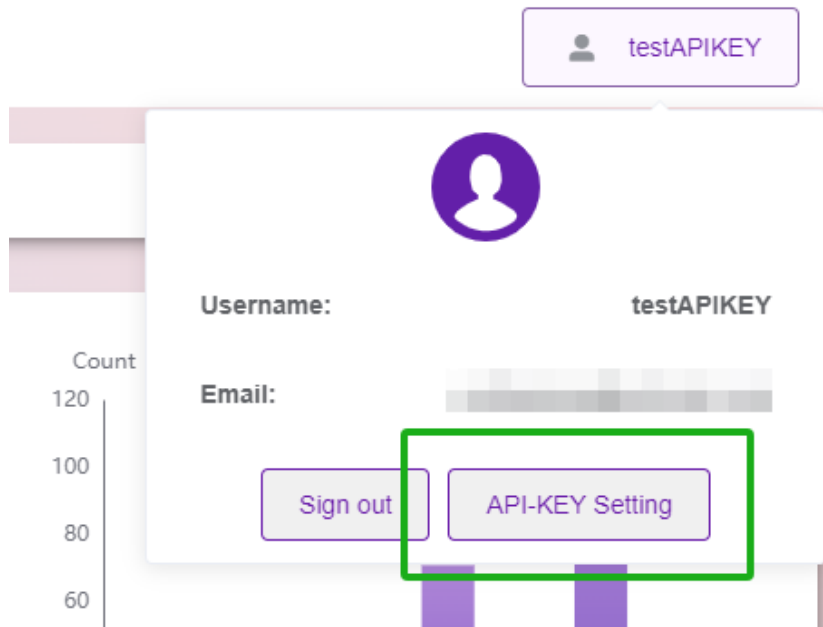 testAPIKEY
Username: testAPIKEY
Email:
Sign out API-KEY Setting
Count
120
100
80
60